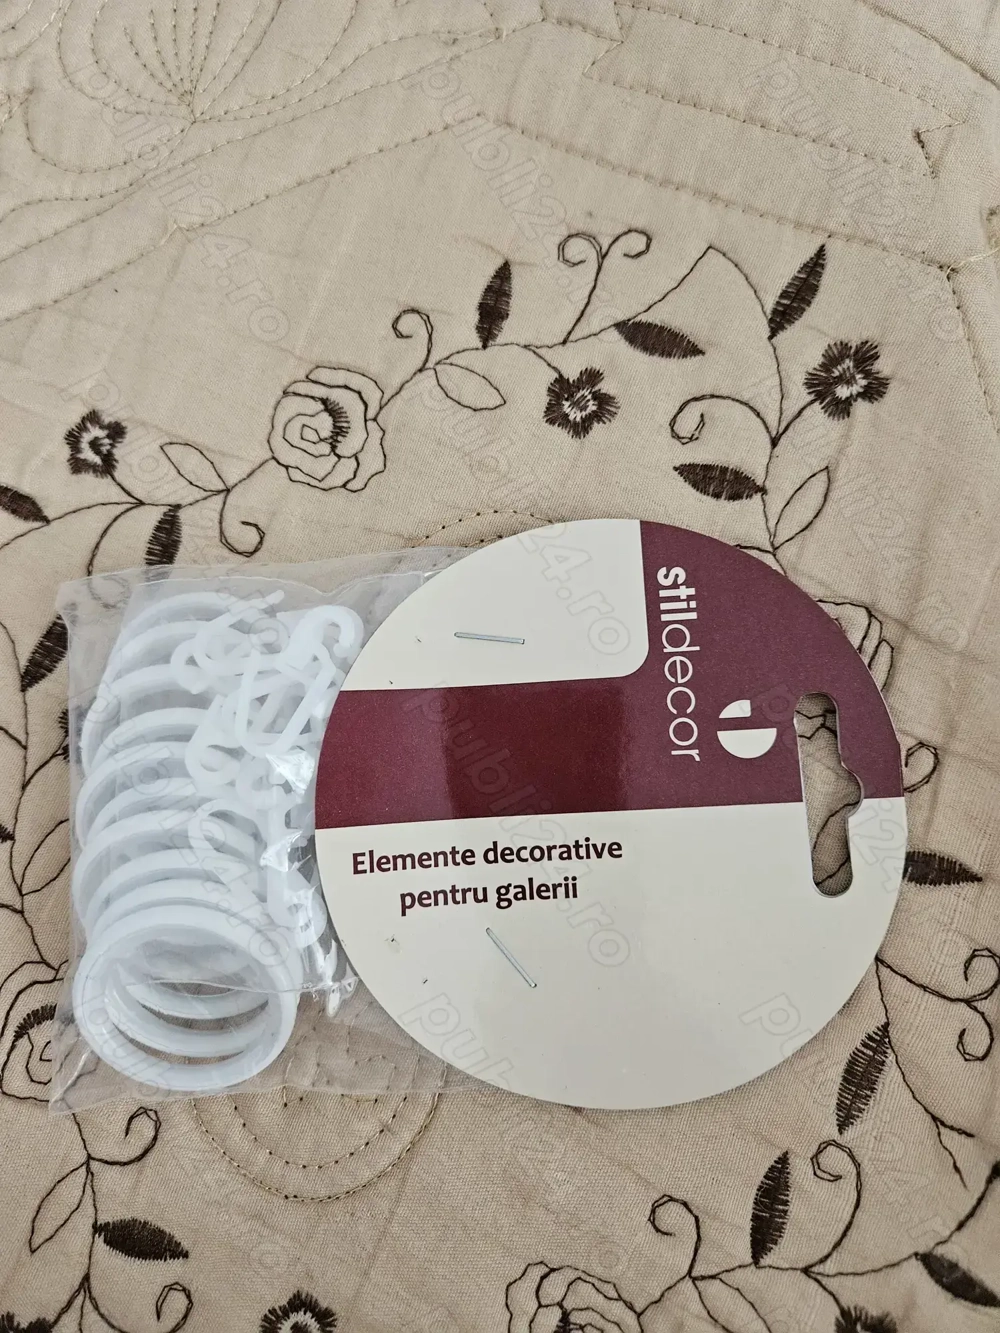 stildecor
Elemente decorative
pentru galerii
publi24.ro